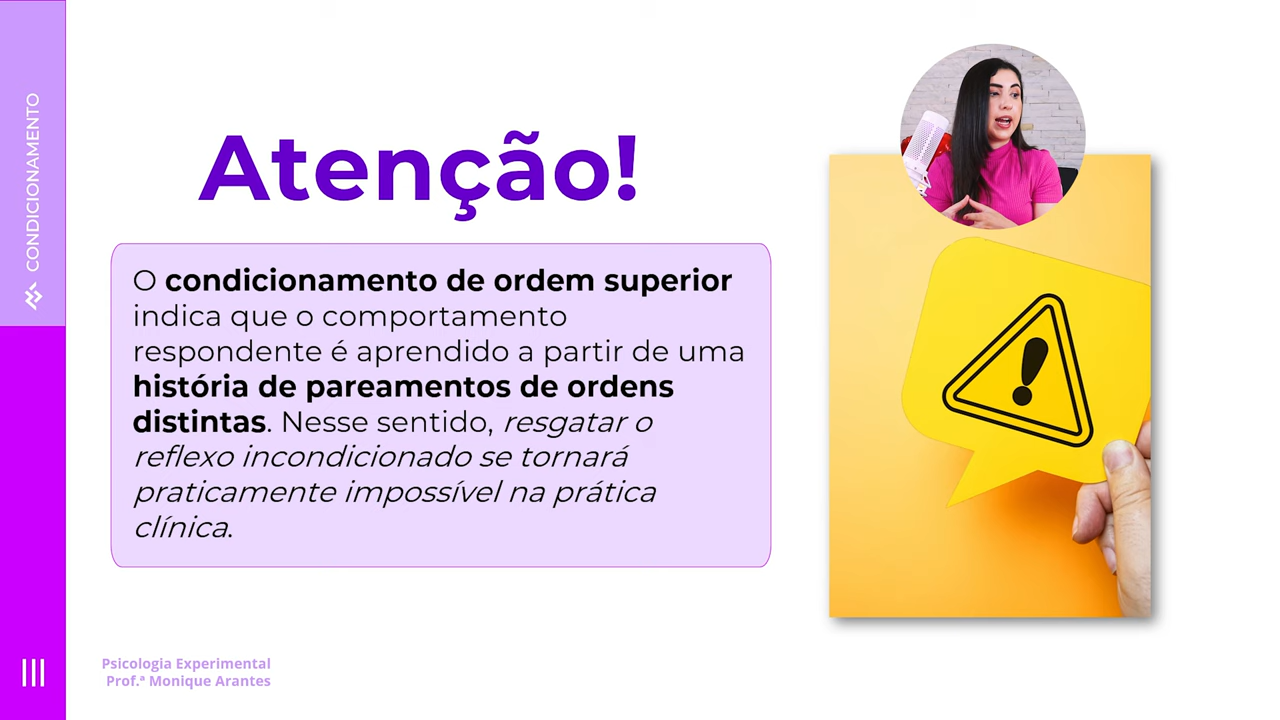 CONDICIONAMENTO
Atenção!
O condicionamento de ordem superior
indica que o comportamento
respondente é aprendido a partir de uma
história de pareamentos de ordens
distintas. Nesse sentido, resgatar o
reflexo incondicionado se tornará
praticamente impossível na prática
clínica.
Psicologia Experimental
Prof.ª Monique Arantes